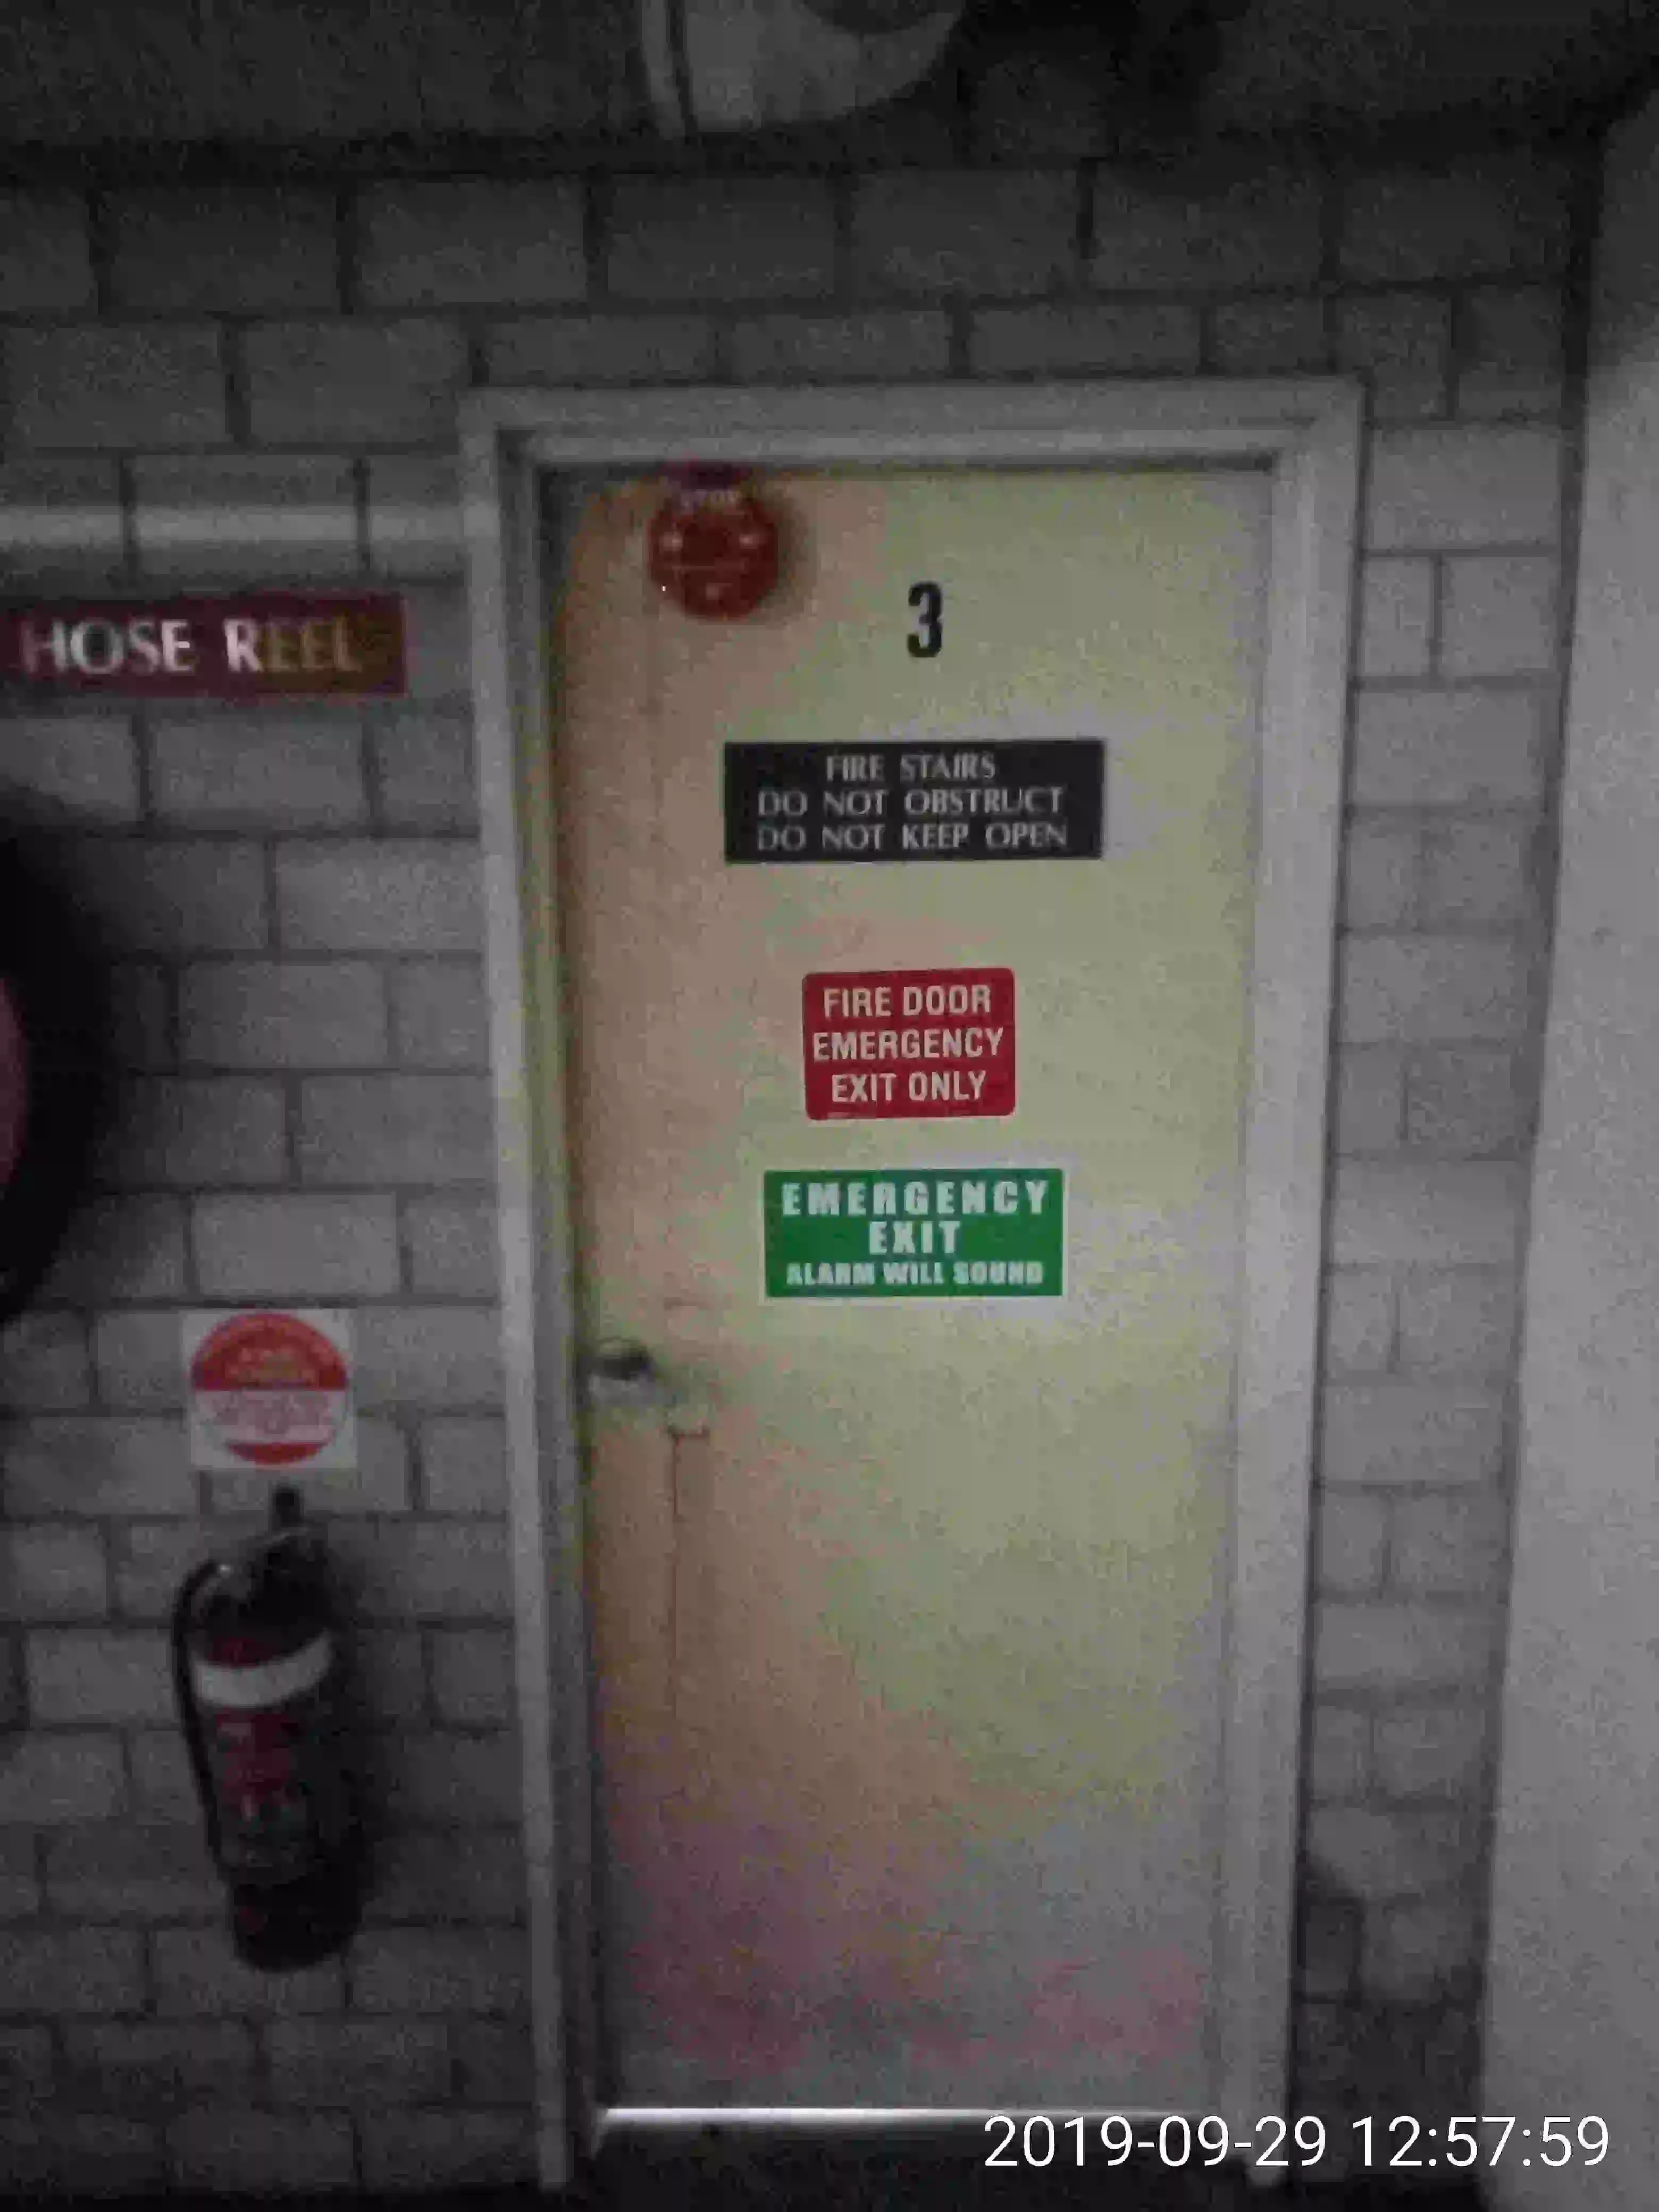 STOP
3
HOSE REEL
FIRE STAIRS
DO NOT OBSTRUCT
DO NOT KEEP OPEN
FIRE DOOR
EMERGENCY
EXIT ONLY
EMERGENCY
EXIT
ALARM WILL SOUND
2019-09-29 12:57:59